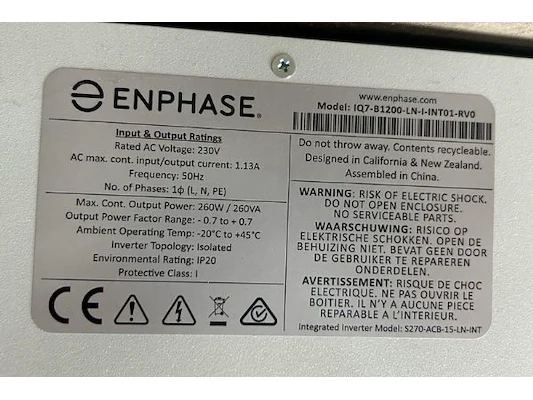 ENPHASE.
Input & Output Ratings
Rated AC Voltage: 230V
AC max. cont. input/output current: 1.13A
Frequency: 50Hz
No. of Phases: 1ϕ (L, N, PE)
Max. Cont. Output Power: 260W / 260VA
Output Power Factor Range: - 0.7 to + 0.7
Ambient Operating Temp: -20°C to +45°C
Inverter Topology: Isolated
Environmental Rating: IP20
Protective Class: I
CE
www.enphase.com
Model: IQ7-B1200-LN-I-INT01-RV0
Do not throw away. Contents recyclable.
Designed in California & New Zealand.
Assembled in China.
WARNING: RISK OF ELECTRIC SHOCK.
DO NOT OPEN ENCLOSURE.
NO SERVICEABLE PARTS.
WAARSCHUWING: RISICO OP
ELEKTRISCHE SCHOKKEN. OPEN DE
BEHUIZING NIET. BEVAT GEEN DOOR
DE GEBRUIKER TE REPAREREN
ONDERDELEN.
AVERTISSEMENT: RISQUE DE CHOC
ELECTRIQUE. NE PAS OUVRIR LE
BOITIER. IL N'Y A AUCUNE PIECE
REPARABLE A L'INTERIEUR.
Integrated Inverter Model: S270-ACB-15-LN-INT